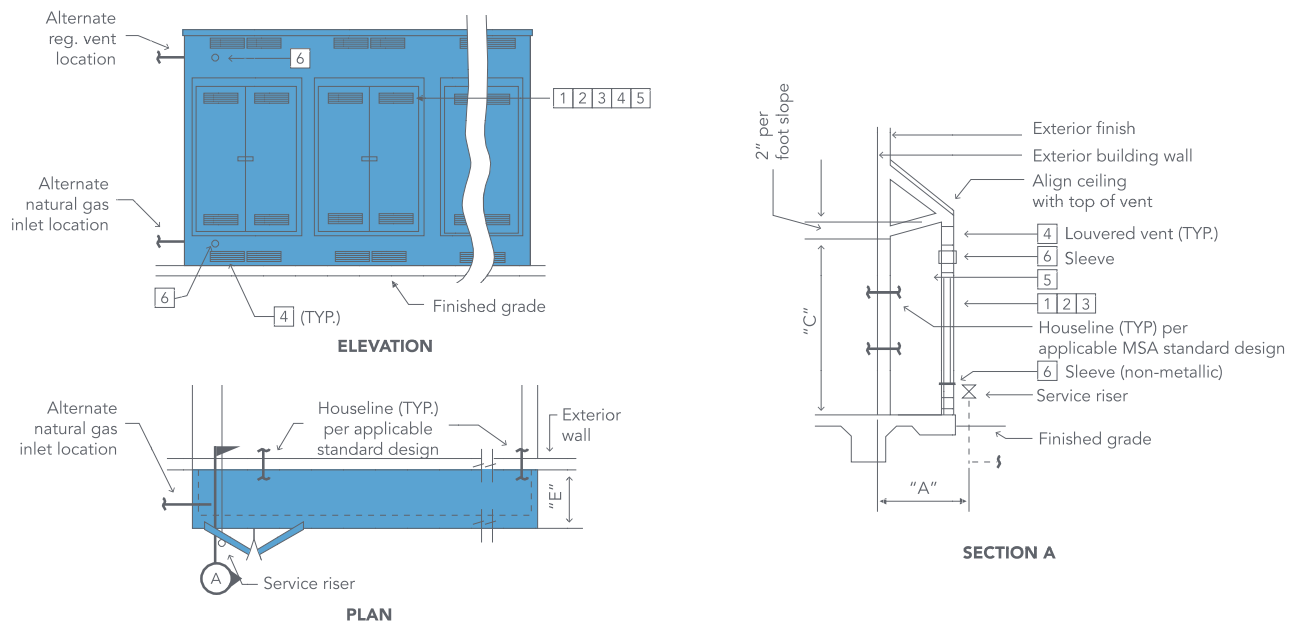 Alternate
reg. vent
location
6
1 2 3 4 5
Alternate
natural gas
inlet location
6
4 (TYP.)
Finished grade
ELEVATION
Alternate
natural gas
inlet location
Houseline (TYP.)
per applicable
standard design
Exterior
wall
"E"
A
Service riser
PLAN
2" per
foot slope
Exterior finish
Exterior building wall
Align ceiling
with top of vent
4 Louvered vent (TYP.)
6 Sleeve
5
1 2 3
"C"
Houseline (TYP) per
applicable MSA standard design
6 Sleeve (non-metallic)
Service riser
Finished grade
"A"
SECTION A